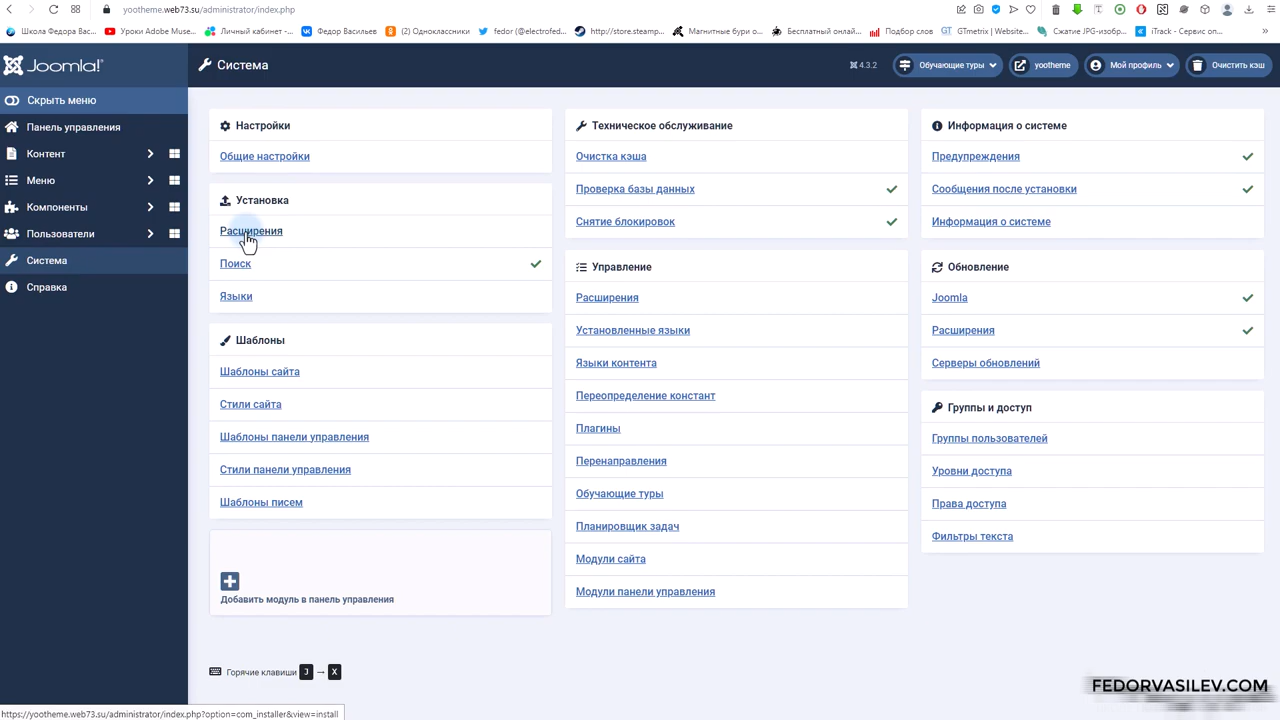 yootheme.web73.su/administrator/index.php
Школа Федора Вас...
Уроки Adobe Muse...
Личный кабинет -...
Федор Васильев
(2) Одноклассники
fedor (@electrofed...
http://store.steamp...
Магнитные бури о...
Бесплатный онлай...
Подбор слов
GTmetrix | Website...
Сжатие JPG-изобр...
iTrack - Сервис оп...
Joomla!
Система
4.3.2
Обучающие туры
yootheme
Мой профиль
Очистить кэш
Скрыть меню
Панель управления
Контент
Меню
Компоненты
Пользователи
Система
Справка
Настройки
Общие настройки
Установка
Расширения
Поиск
Языки
Шаблоны
Шаблоны сайта
Стили сайта
Шаблоны панели управления
Стили панели управления
Шаблоны писем
Добавить модуль в панель управления
Горячие клавиши J → X
Техническое обслуживание
Очистка кэша
Проверка базы данных
Снятие блокировок
Управление
Расширения
Установленные языки
Языки контента
Переопределение констант
Плагины
Перенаправления
Обучающие туры
Планировщик задач
Модули сайта
Модули панели управления
Информация о системе
Предупреждения
Сообщения после установки
Информация о системе
Обновление
Joomla
Расширения
Серверы обновлений
Группы и доступ
Группы пользователей
Уровни доступа
Права доступа
Фильтры текста
FEDORVASILEV.COM
https://yootheme.web73.su/administrator/index.php?option=com_installer&view=install